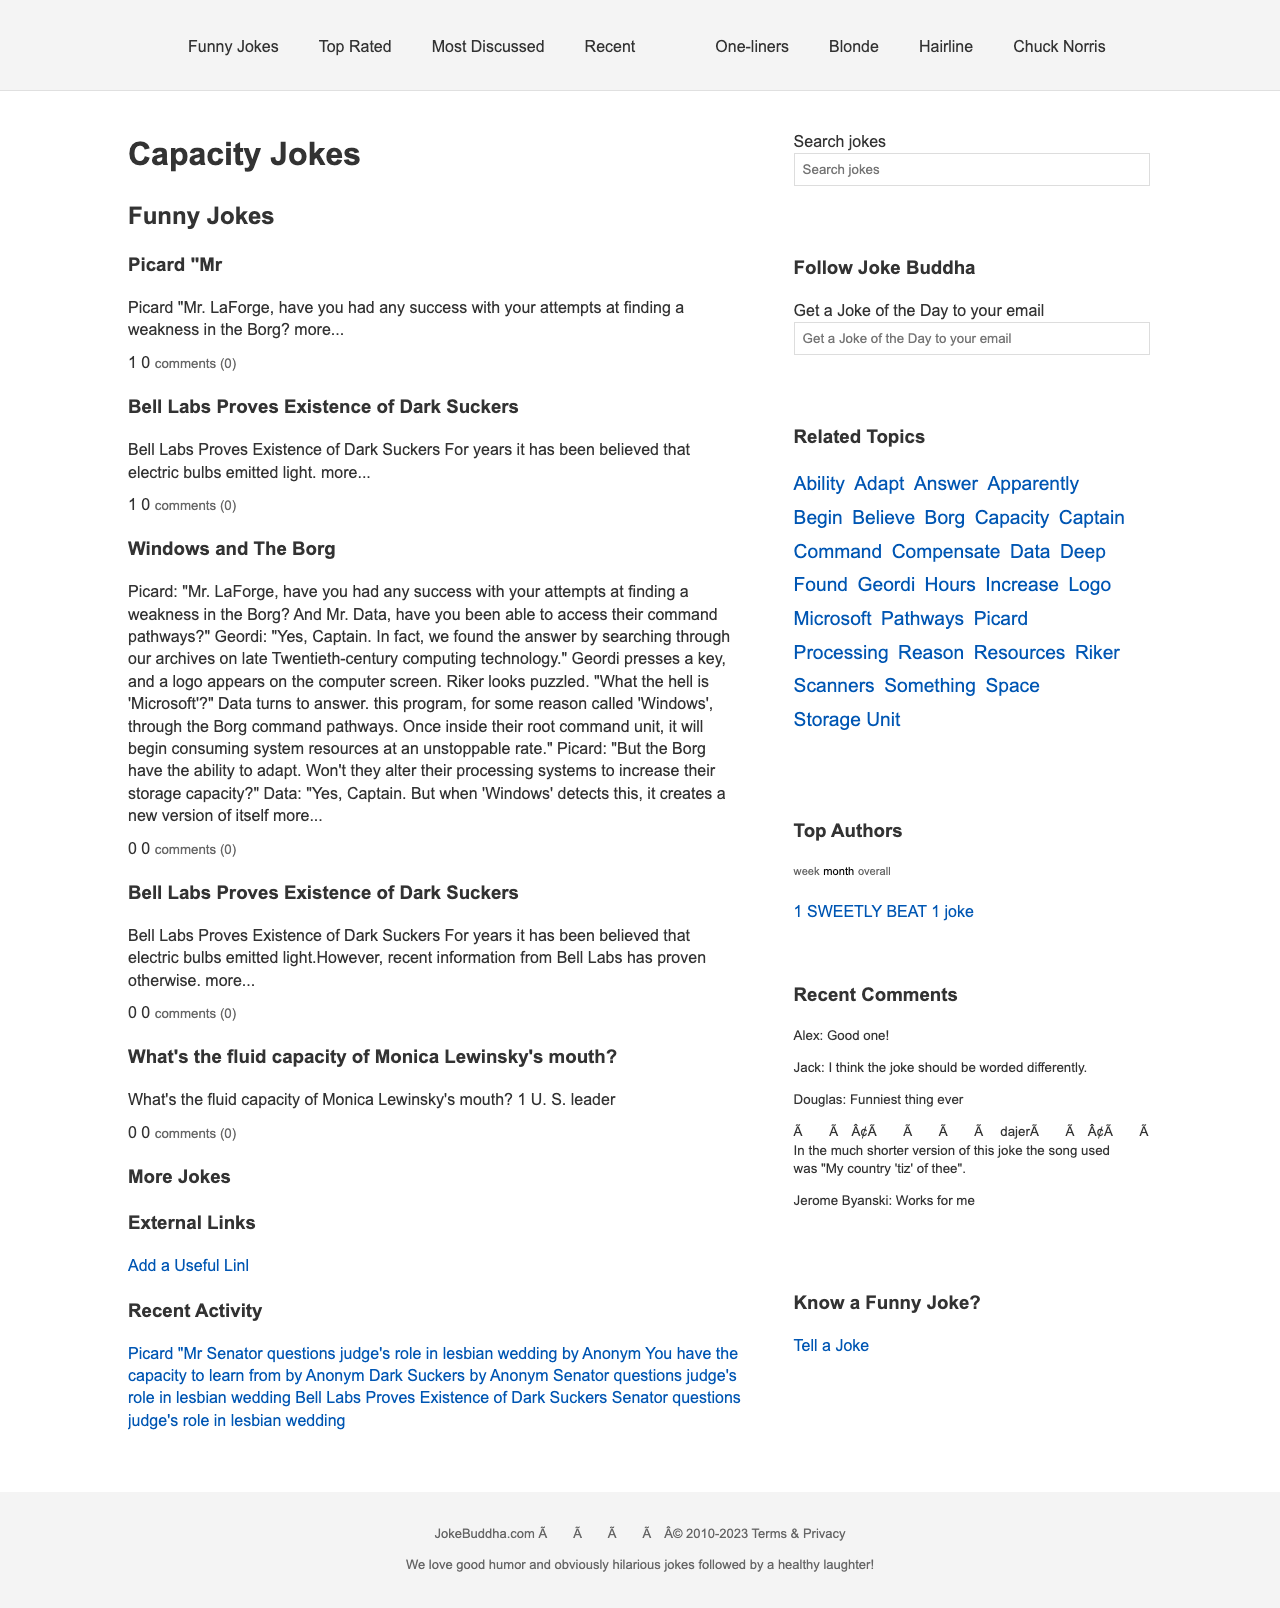 Funny Jokes Top Rated Most Discussed Recent One-liners Blonde Hairline Chuck Norris
Capacity Jokes
Funny Jokes
Picard "Mr
Picard "Mr. LaForge, have you had any success with your attempts at finding a
weakness in the Borg? more...
1 0 comments (0)
Bell Labs Proves Existence of Dark Suckers
Bell Labs Proves Existence of Dark Suckers For years it has been believed that
electric bulbs emitted light. more...
1 0 comments (0)
Windows and The Borg
Picard: "Mr. LaForge, have you had any success with your attempts at finding a
weakness in the Borg? And Mr. Data, have you been able to access their command
pathways?" Geordi: "Yes, Captain. In fact, we found the answer by searching through
our archives on late Twentieth-century computing technology." Geordi presses a key,
and a logo appears on the computer screen. Riker looks puzzled. "What the hell is
'Microsoft'?" Data turns to answer. this program, for some reason called 'Windows',
through the Borg command pathways. Once inside their root command unit, it will
begin consuming system resources at an unstoppable rate." Picard: "But the Borg
have the ability to adapt. Won't they alter their processing systems to increase their
storage capacity?" Data: "Yes, Captain. But when 'Windows' detects this, it creates a
new version of itself more...
0 0 comments (0)
Bell Labs Proves Existence of Dark Suckers
Bell Labs Proves Existence of Dark Suckers For years it has been believed that
electric bulbs emitted light.However, recent information from Bell Labs has proven
otherwise. more...
0 0 comments (0)
What's the fluid capacity of Monica Lewinsky's mouth?
What's the fluid capacity of Monica Lewinsky's mouth? 1 U. S. leader
0 0 comments (0)
More Jokes
External Links
Add a Useful Linl
Recent Activity
Picard "Mr Senator questions judge's role in lesbian wedding by Anonym You have the
capacity to learn from by Anonym Dark Suckers by Anonym Senator questions judge's
role in lesbian wedding Bell Labs Proves Existence of Dark Suckers Senator questions
judge's role in lesbian wedding
Search jokes
Search jokes
Follow Joke Buddha
Get a Joke of the Day to your email
Get a Joke of the Day to your email
Related Topics
Ability Adapt Answer Apparently
Begin Believe Borg Capacity Captain
Command Compensate Data Deep
Found Geordi Hours Increase Logo
Microsoft Pathways Picard
Processing Reason Resources Riker
Scanners Something Space
Storage Unit
Top Authors
week month overall
1 SWEETLY BEAT 1 joke
Recent Comments
Alex: Good one!
Jack: I think the joke should be worded differently.
Douglas: Funniest thing ever
Ã Ã Â¢Ã Ã Ã Ã dajerÃ Ã Â¢Ã Ã
In the much shorter version of this joke the song used
was "My country 'tiz' of thee".
Jerome Byanski: Works for me
Know a Funny Joke?
Tell a Joke
JokeBuddha.com Ã Ã Ã Ã Â© 2010-2023 Terms & Privacy
We love good humor and obviously hilarious jokes followed by a healthy laughter!